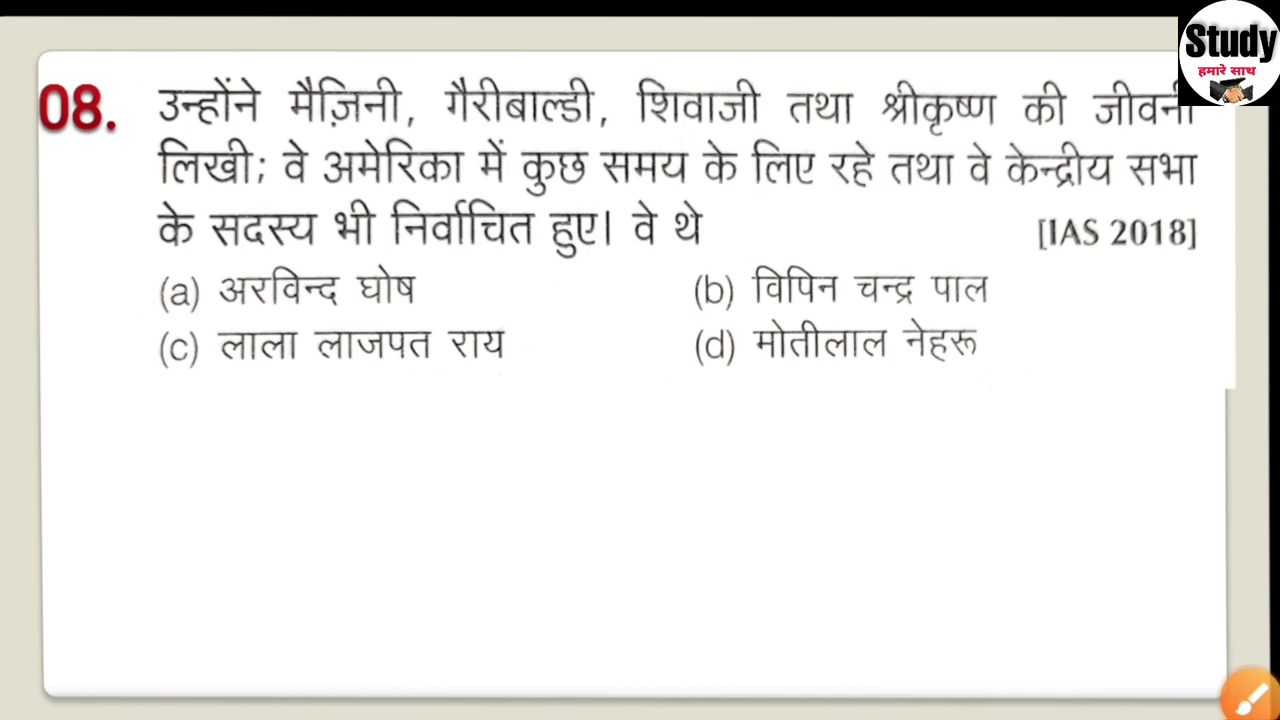 Study
हमारे साथ
08. उन्होंने मैज़िनी, गैरीबाल्डी, शिवाजी तथा श्रीकृष्ण की जीवनी
लिखी; वे अमेरिका में कुछ समय के लिए रहे तथा वे केन्द्रीय सभा
के सदस्य भी निर्वाचित हुए। वे थे [IAS 2018]
(a) अरविन्द घोष (b) विपिन चन्द्र पाल
(c) लाला लाजपत राय (d) मोतीलाल नेहरू